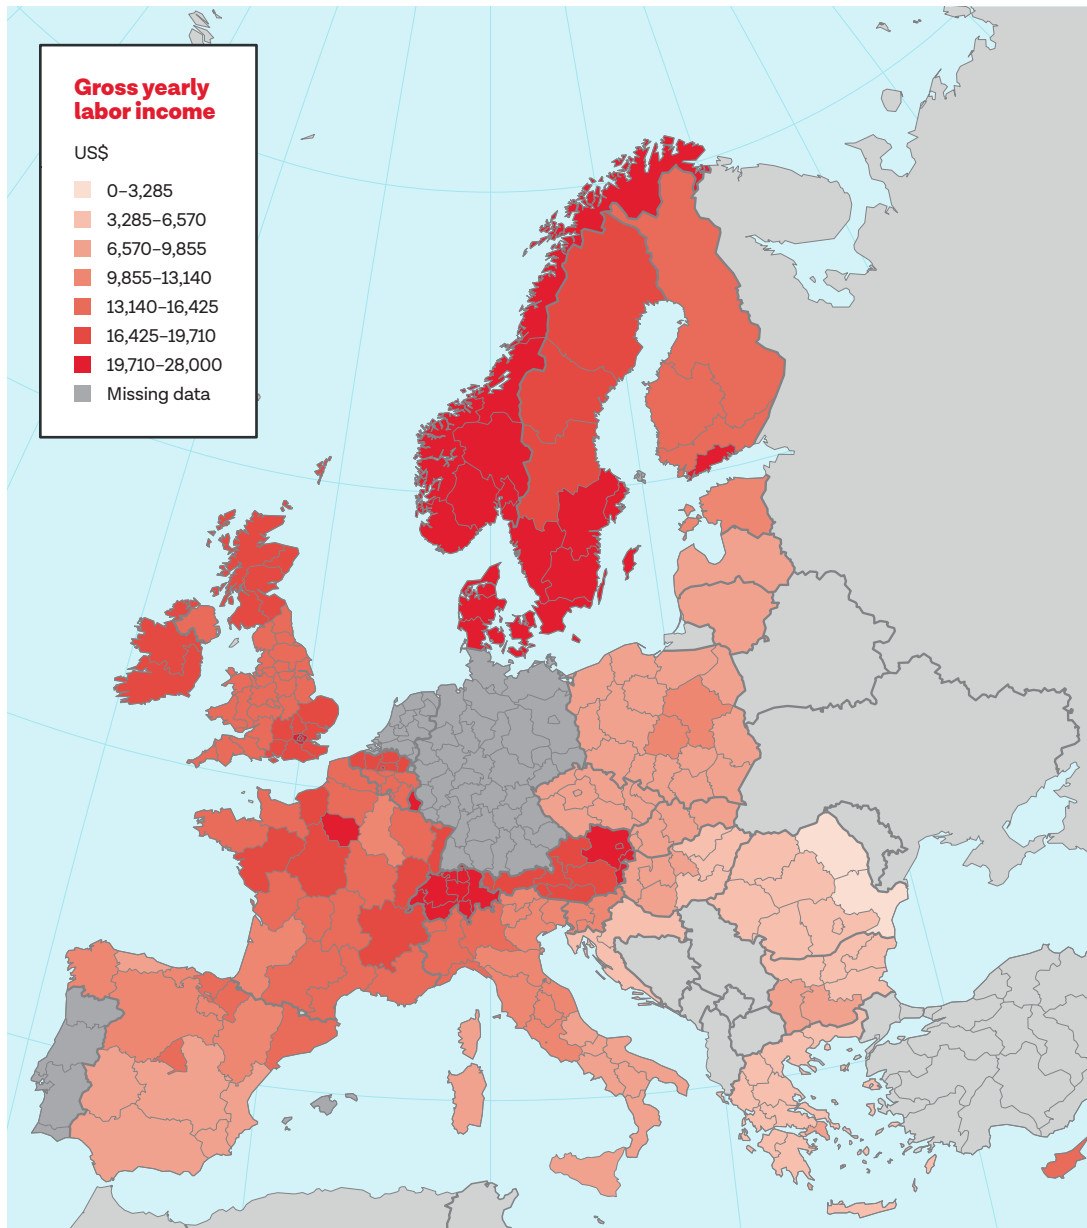 Gross yearly
labor income
US$
0–3,285
3,285–6,570
6,570–9,855
9,855–13,140
13,140–16,425
16,425–19,710
19,710–28,000
Missing data